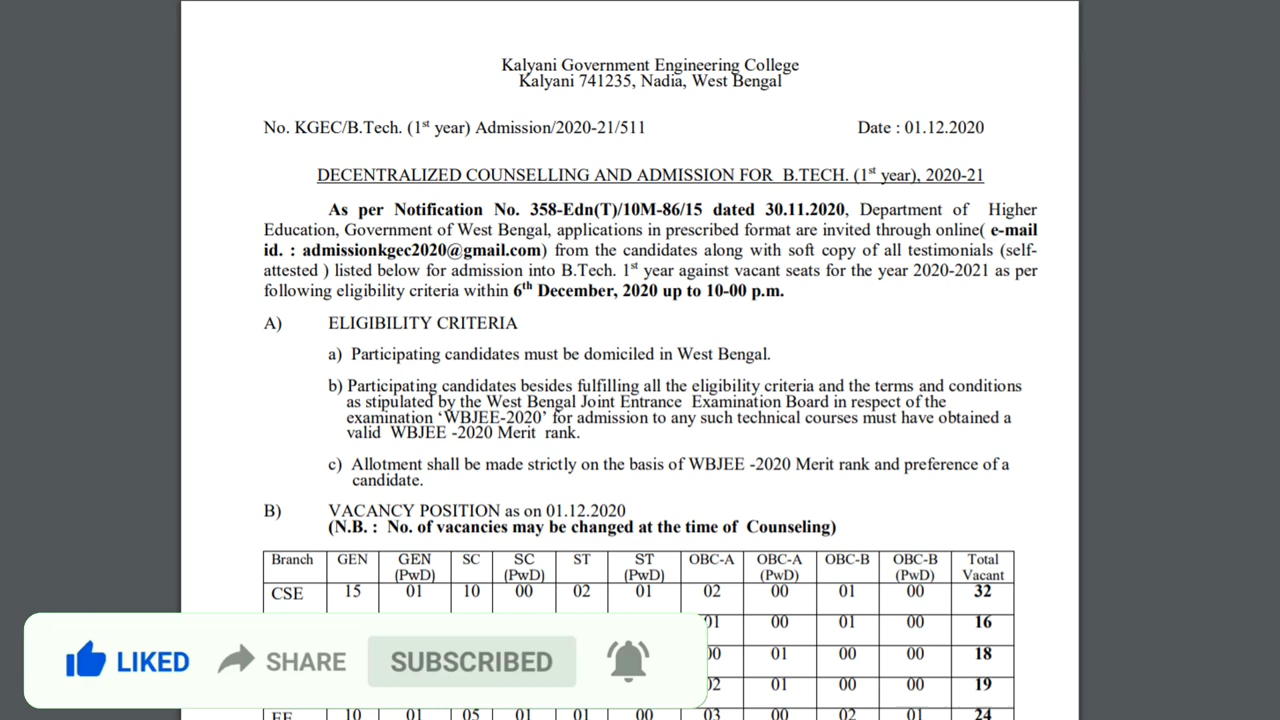 Kalyani Government Engineering College
Kalyani 741235, Nadia, West Bengal
No. KGEC/B.Tech. (1st year) Admission/2020-21/511 Date : 01.12.2020
DECENTRALIZED COUNSELLING AND ADMISSION FOR B.TECH. (1st year), 2020-21
As per Notification No. 358-Edn(T)/10M-86/15 dated 30.11.2020, Department of Higher
Education, Government of West Bengal, applications in prescribed format are invited through online( e-mail
id. : admissionkgec2020@gmail.com) from the candidates along with soft copy of all testimonials (self-
attested ) listed below for admission into B.Tech. 1st year against vacant seats for the year 2020-2021 as per
following eligibility criteria within 6th December, 2020 up to 10-00 p.m.
A) ELIGIBILITY CRITERIA
a) Participating candidates must be domiciled in West Bengal.
b) Participating candidates besides fulfilling all the eligibility criteria and the terms and conditions
as stipulated by the West Bengal Joint Entrance Examination Board in respect of the
examination ‘WBJEE-2020’ for admission to any such technical courses must have obtained a
valid WBJEE -2020 Merit rank.
c) Allotment shall be made strictly on the basis of WBJEE -2020 Merit rank and preference of a
candidate.
B) VACANCY POSITION as on 01.12.2020
(N.B. : No. of vacancies may be changed at the time of Counseling)
Branch GEN GEN (PwD) SC SC (PwD) ST ST (PwD) OBC-A OBC-A (PwD) OBC-B OBC-B (PwD) Total Vacant
CSE 15 01 10 00 02 01 02 00 01 00 32
01 00 01 00 16
00 01 00 00 18
02 01 00 00 19
EE 10 01 05 01 01 00 03 00 02 01 24
LIKED SHARE SUBSCRIBED